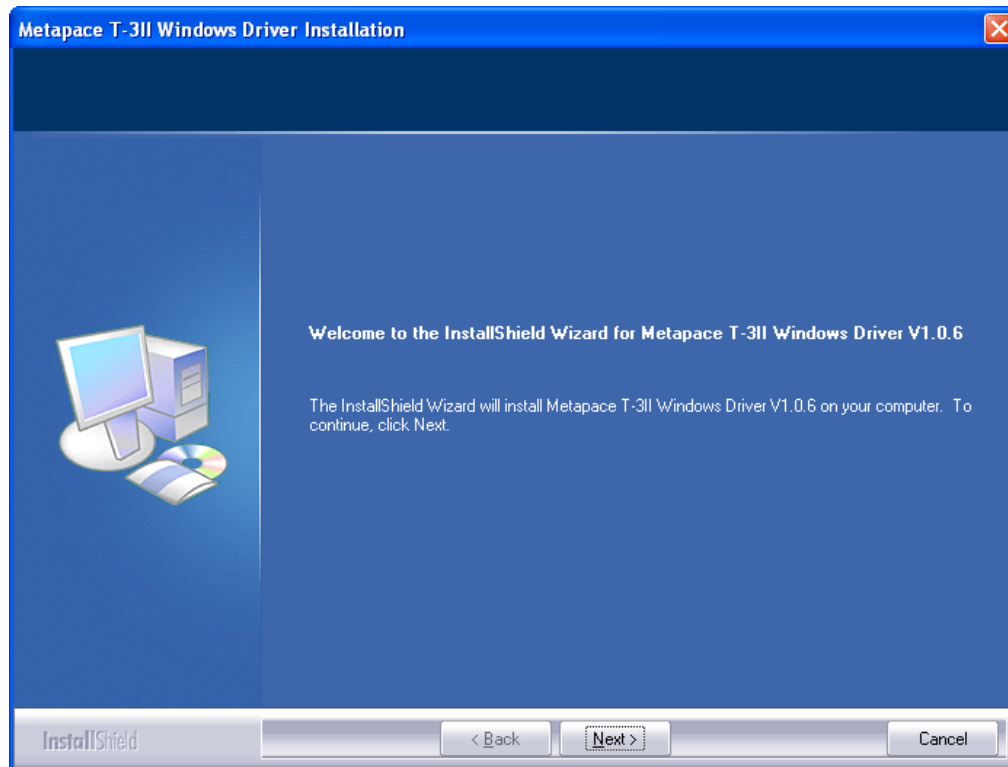 Metapace T-3II Windows Driver Installation
Welcome to the InstallShield Wizard for Metapace T-3II Windows Driver V1.0.6
The InstallShield Wizard will install Metapace T-3II Windows Driver V1.0.6 on your computer. To
continue, click Next.
InstallShield
< Back
Next >
Cancel